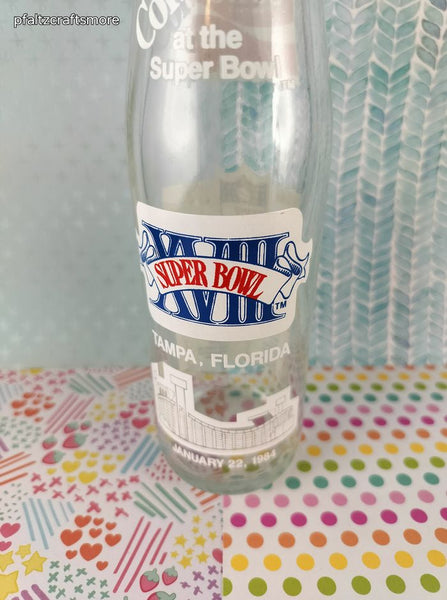 pfaltzcraftsmore
at the
Super Bowl
XVIII
SUPER BOWL
TM
TAMPA, FLORIDA
JANUARY 22, 1984